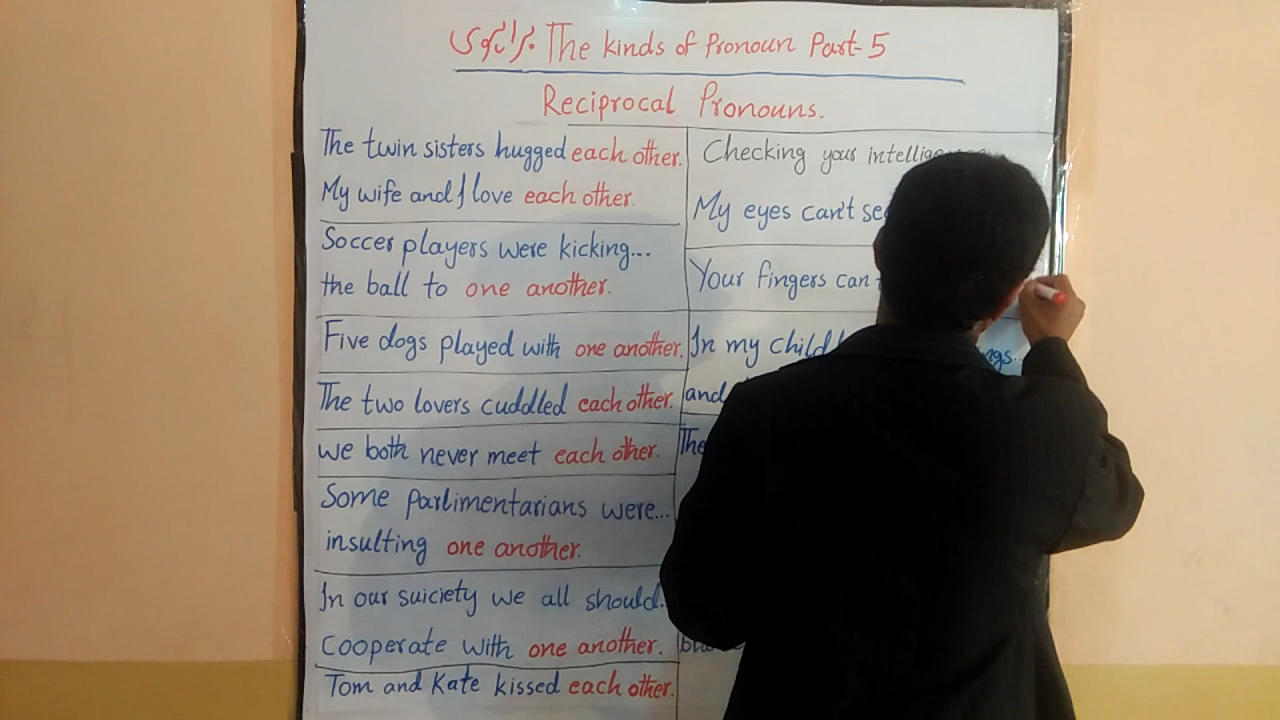 The kinds of Pronoun Part-5
Reciprocal Pronouns.
The twin sisters hugged each other.
My wife and I love each other.
Soccer players were kicking...
the ball to one another.
Five dogs played with one another.
The two lovers cuddled each other.
we both never meet each other.
Some parlimentarians were...
insulting one another.
In our suiciety we all should.
Cooperate with one another.
Tom and Kate kissed each other.
Checking your
My eyes can't
Your fingers can
In my
and
The